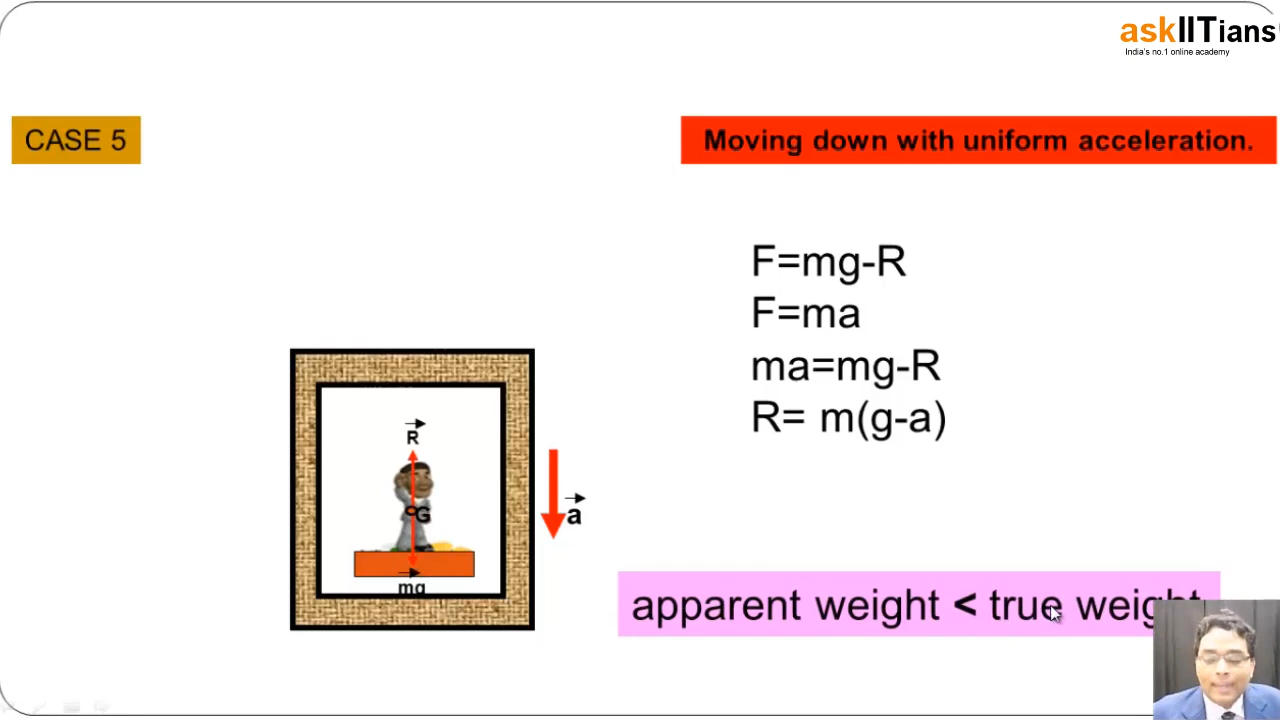 askIITians
India's no.1 online academy
CASE 5
Moving down with uniform acceleration.
F=mg-R
F=ma
ma=mg-R
R= m(g-a)
R
G
a
mg
apparent weight < true weight